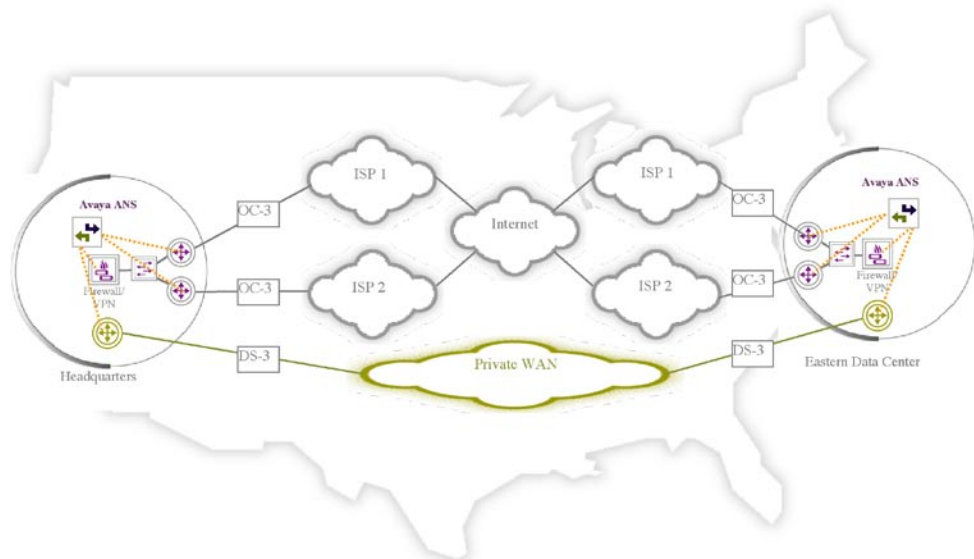 ISP 1
ISP 1
Avaya ANS
Avaya ANS
OC-3
OC-3
Internet
Firewall/
VPN
Firewall/
VPN
OC-3
ISP 2
ISP 2
OC-3
DS-3
Private WAN
DS-3
Headquarters
Eastern Data Center